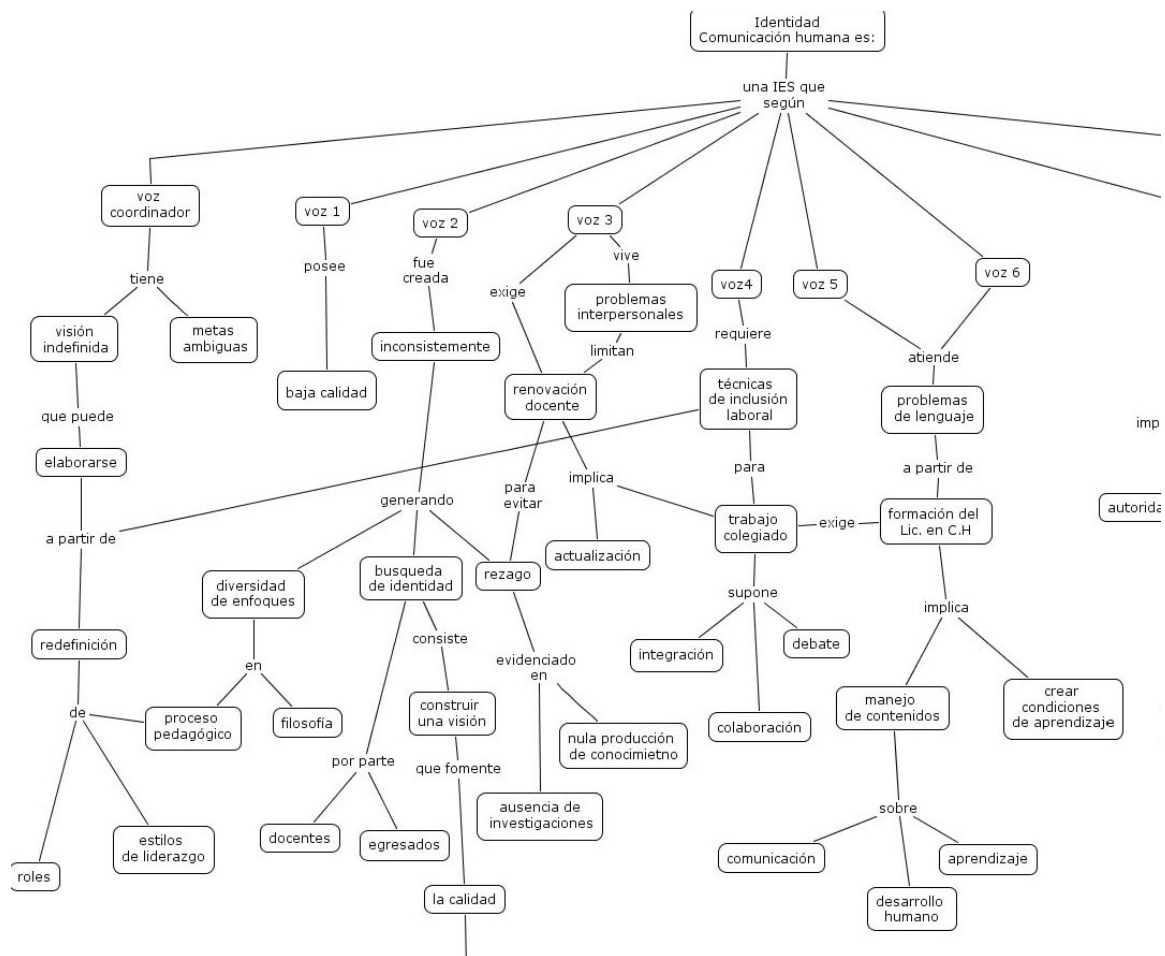 Identidad
Comunicación humana es:
una IES que
según
voz
coordinador
voz 1
voz 2
voz 3
voz4
voz 5
voz 6
tiene
posee
fue
creada
exige
vive
requiere
atiende
visión
indefinida
metas
ambiguas
baja calidad
inconsistemente
problemas
interpersonales
limitan
renovación
docente
técnicas
de inclusión
laboral
problemas
de lenguaje
que puede
elaborarse
a partir de
generando
para
evitar
implica
para
a partir de
imp
autorida
trabajo
colegiado
exige
formación del
Lic. en C.H
actualización
diversidad
de enfoques
busqueda
de identidad
rezago
supone
implica
redefinición
en
consiste
evidenciado
en
integración
debate
colaboración
manejo
de contenidos
crear
condiciones
de aprendizaje
de
proceso
pedagógico
filosofía
construir
una visión
nula producción
de conocimietno
por parte
que fomente
ausencia de
investigaciones
sobre
roles
estilos
de liderazgo
docentes
egresados
la calidad
comunicación
desarrollo
humano
aprendizaje